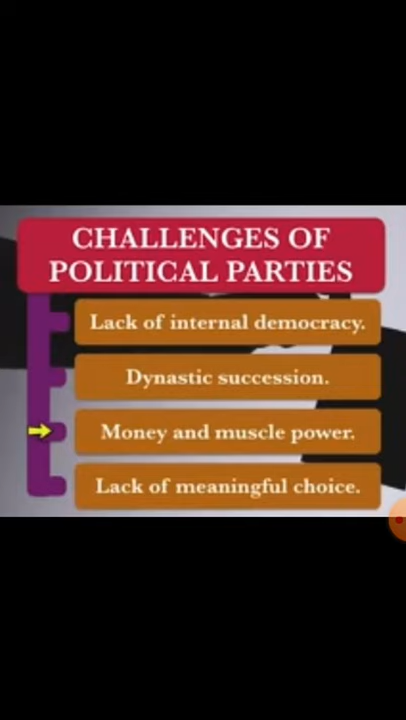 CHALLENGES OF
POLITICAL PARTIES
Lack of internal democracy.
Dynastic succession.
Money and muscle power.
Lack of meaningful choice.